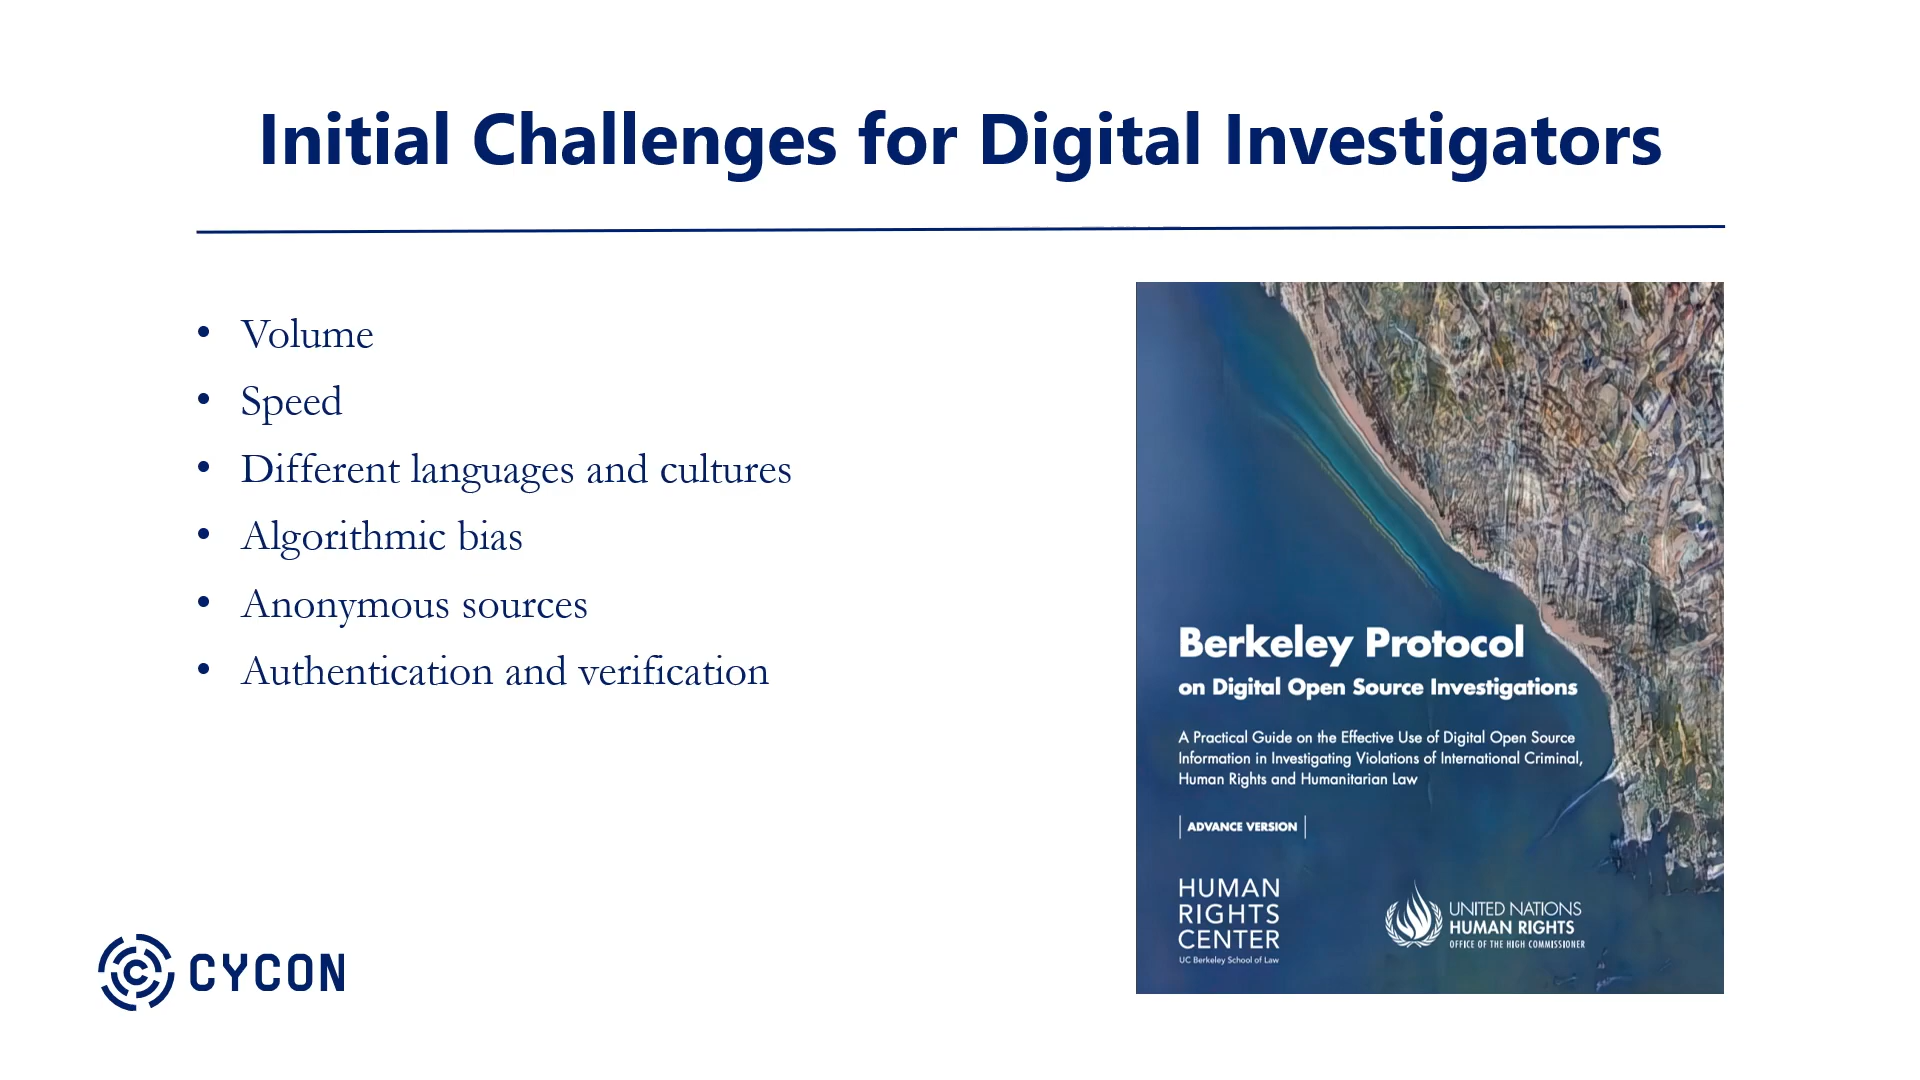 Initial Challenges for Digital Investigators
• Volume
• Speed
• Different languages and cultures
• Algorithmic bias
• Anonymous sources
• Authentication and verification
Berkeley Protocol
on Digital Open Source Investigations
A Practical Guide on the Effective Use of Digital Open Source
Information in Investigating Violations of International Criminal,
Human Rights and Humanitarian Law
ADVANCE VERSION
HUMAN
RIGHTS
CENTER
UC Berkeley School of Law
UNITED NATIONS
HUMAN RIGHTS
OFFICE OF THE HIGH COMMISSIONER
CYCON